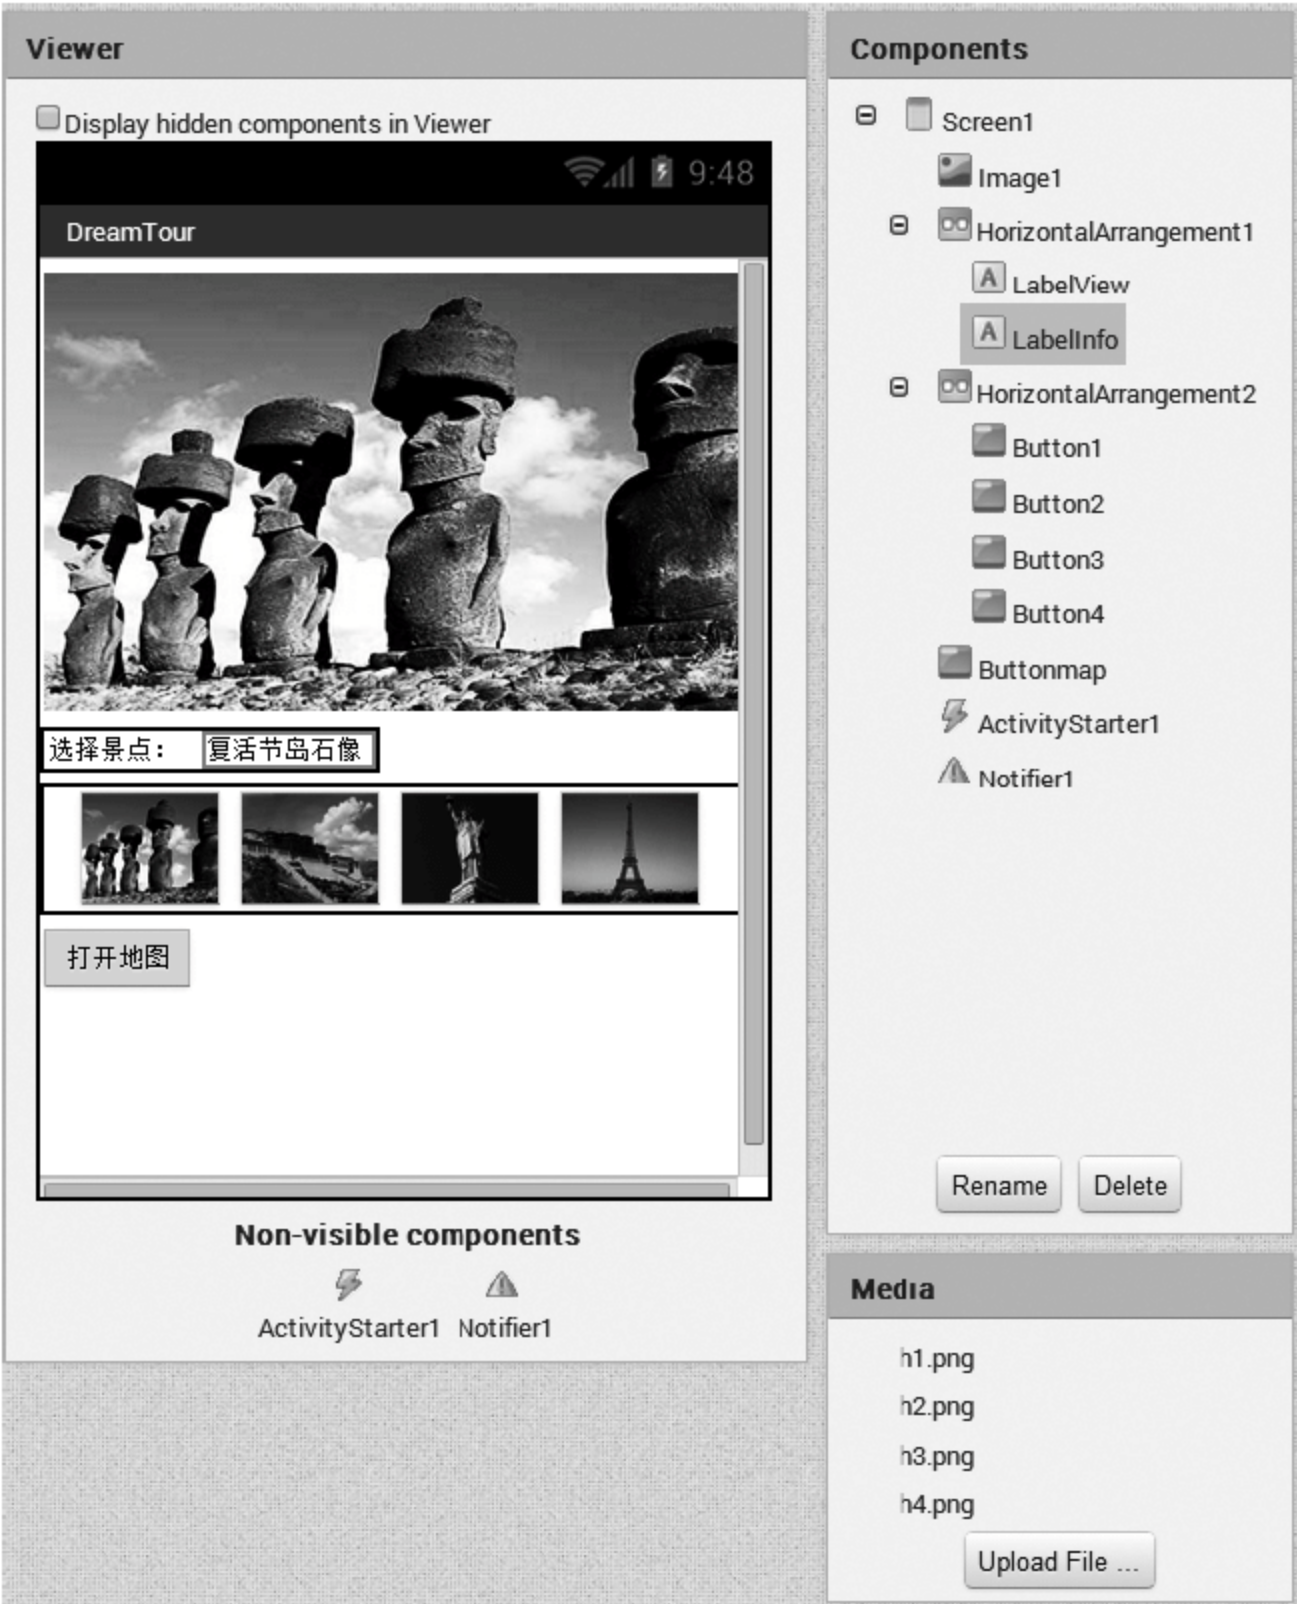 Viewer
Display hidden components in Viewer
9:48
DreamTour
选择景点： 复活节岛石像
打开地图
Non-visible components
ActivityStarter1 Notifier1
Components
Screen1
Image1
HorizontalArrangement1
LabelView
LabelInfo
HorizontalArrangement2
Button1
Button2
Button3
Button4
Buttonmap
ActivityStarter1
Notifier1
Rename Delete
Media
h1.png
h2.png
h3.png
h4.png
Upload File ...